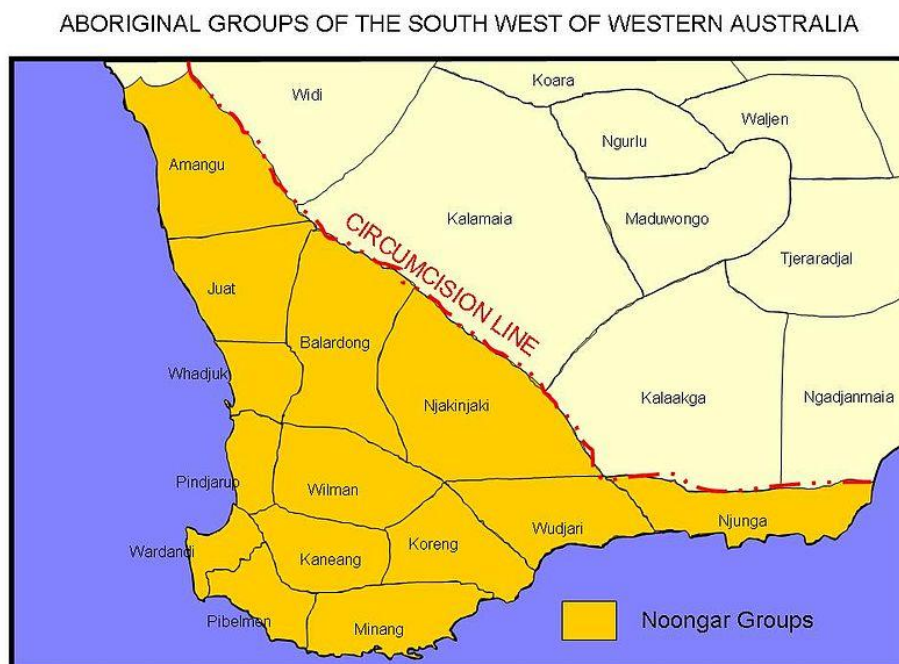 ABORIGINAL GROUPS OF THE SOUTH WEST OF WESTERN AUSTRALIA
Koara
Widi
Waljen
Ngurlu
Amangu
Kalamaia
Maduwongo
CIRCUMCISION LINE
Tjeraradjal
Juat
Balardong
Whadjuk
Njakinjaki
Kalaakga
Ngadjanmaia
Pindjarup
Wilman
Wudjari
Njunga
Wardandi
Kaneang
Koreng
Pibelmen
Minang
Noongar Groups